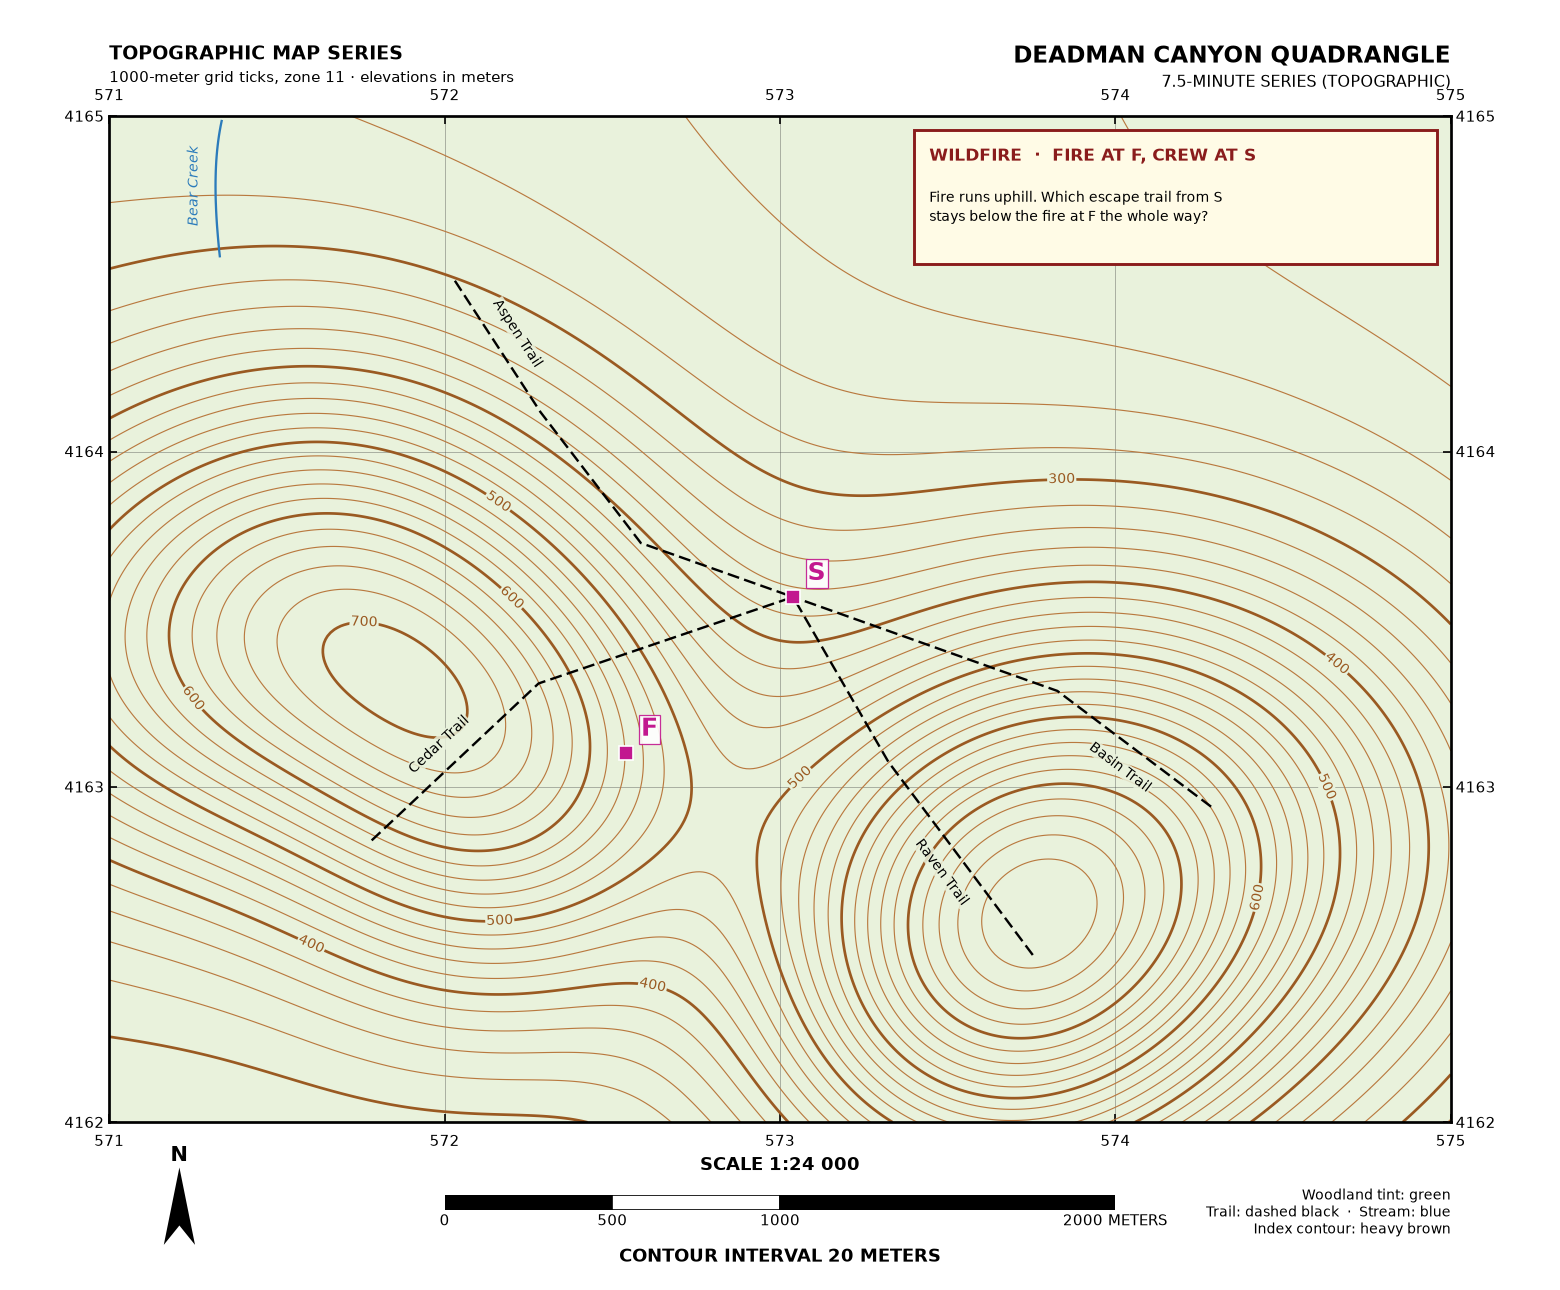 TOPOGRAPHIC MAP SERIES
1000-meter grid ticks, zone 11 · elevations in meters
DEADMAN CANYON QUADRANGLE
7.5-MINUTE SERIES (TOPOGRAPHIC)
571 572 573 574 575
4165 4165
WILDFIRE · FIRE AT F, CREW AT S
Fire runs uphill. Which escape trail from S
stays below the fire at F the whole way?
Bear Creek
Aspen Trail
4164 4164
300
500
S
600
700
400
600
F
Cedar Trail
Basin Trail
500
500
4163 4163
Raven Trail
600
500
400
400
4162 4162
571 572 573 574 575
N
SCALE 1:24 000
0 500 1000 2000 METERS
CONTOUR INTERVAL 20 METERS
Woodland tint: green
Trail: dashed black · Stream: blue
Index contour: heavy brown